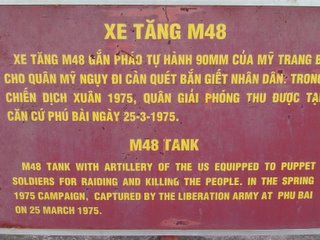 XE TĂNG M48
XE TĂNG M48 GẮN PHÁO TỰ HÀNH 90MM CỦA MỸ TRANG B
CHO QUÂN MỸ NGỤY ĐI CÀN QUÉT BẮN GIẾT NHÂN DÂN. TRONG
CHIẾN DỊCH XUÂN 1975, QUÂN GIẢI PHÓNG THU ĐƯỢC TẠ
CĂN CỨ PHÚ BÀI NGÀY 25-3-1975.
M48 TANK
M48 TANK WITH ARTILLERY OF THE US EQUIPPED TO PUPPET
SOLDIERS FOR RAIDING AND KILLING THE PEOPLE. IN THE SPRING
1975 CAMPAIGN, CAPTURED BY THE LIBERATION ARMY AT PHU BAI
ON 25 MARCH 1975.